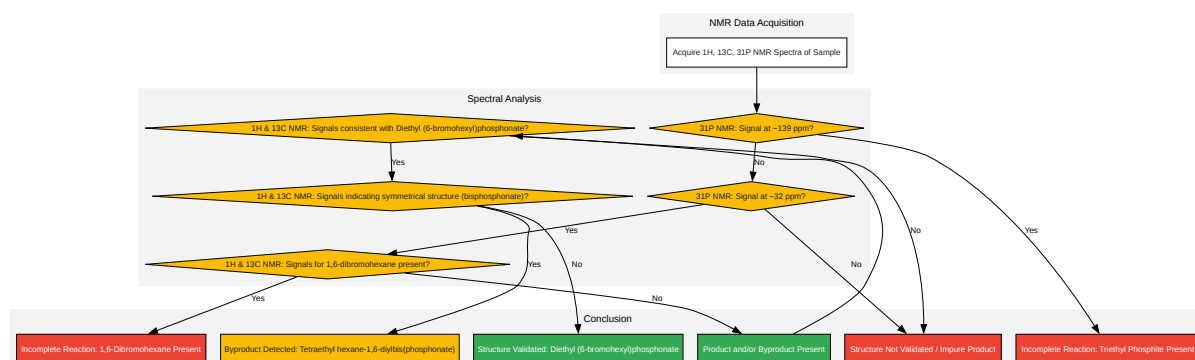 NMR Data Acquisition
Acquire 1H, 13C, 31P NMR Spectra of Sample
Spectral Analysis
1H & 13C NMR: Signals consistent with Diethyl (6-bromohexyl)phosphonate?
31P NMR: Signal at ~139 ppm?
Yes
No
1H & 13C NMR: Signals indicating symmetrical structure (bisphosphonate)?
31P NMR: Signal at ~32 ppm?
Yes
No
Yes
1H & 13C NMR: Signals for 1,6-dibromohexane present?
Yes
No
No
Yes
No
Conclusion
Incomplete Reaction: 1,6-Dibromohexane Present
Byproduct Detected: Tetraethyl hexane-1,6-diylbis(phosphonate)
Structure Validated: Diethyl (6-bromohexyl)phosphonate
Product and/or Byproduct Present
Structure Not Validated / Impure Product
Incomplete Reaction: Triethyl Phosphite Present